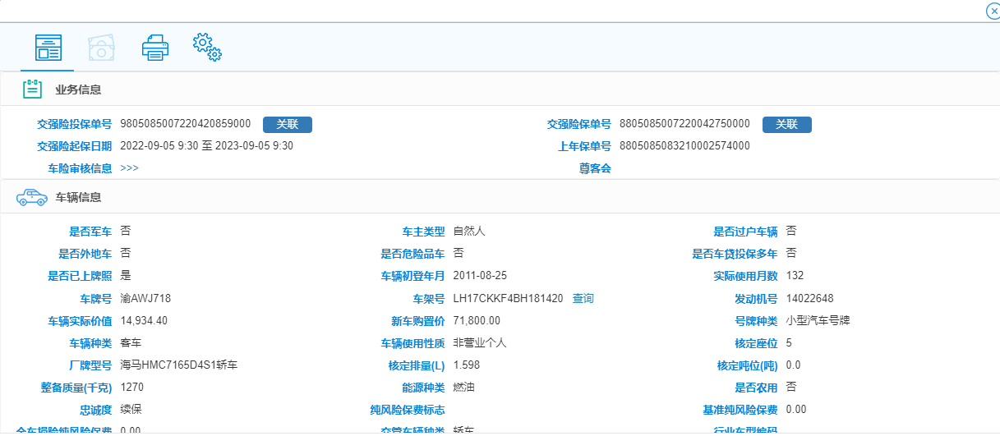 业务信息
交强险投保单号 9805085007220420859000 关联 交强险保单号 8805085007220042750000 关联
交强险起保日期 2022-09-05 9:30 至 2023-09-05 9:30 上年保单号 8805085083210002574000
车险审核信息 >>> 尊客会
车辆信息
是否军车 否 车主类型 自然人 是否过户车辆 否
是否外地车 否 是否危险品车 否 是否车贷投保多年 否
是否已上牌照 是 车辆初登年月 2011-08-25 实际使用月数 132
车牌号 渝AWJ718 车架号 LH17CKKF4BH181420 查询 发动机号 14022648
车辆实际价值 14,934.40 新车购置价 71,800.00 号牌种类 小型汽车号牌
车辆种类 客车 车辆使用性质 非营业个人 核定座位 5
厂牌型号 海马HMC7165D4S1轿车 核定排量(L) 1.598 核定吨位(吨) 0.0
整备质量(千克) 1270 能源种类 燃油 是否农用 否
忠诚度 续保 纯风险保费标志 基准纯风险保费 0.00
全车损险纯风险保费 0.00 交管车辆种类 轿车 行业车型编码